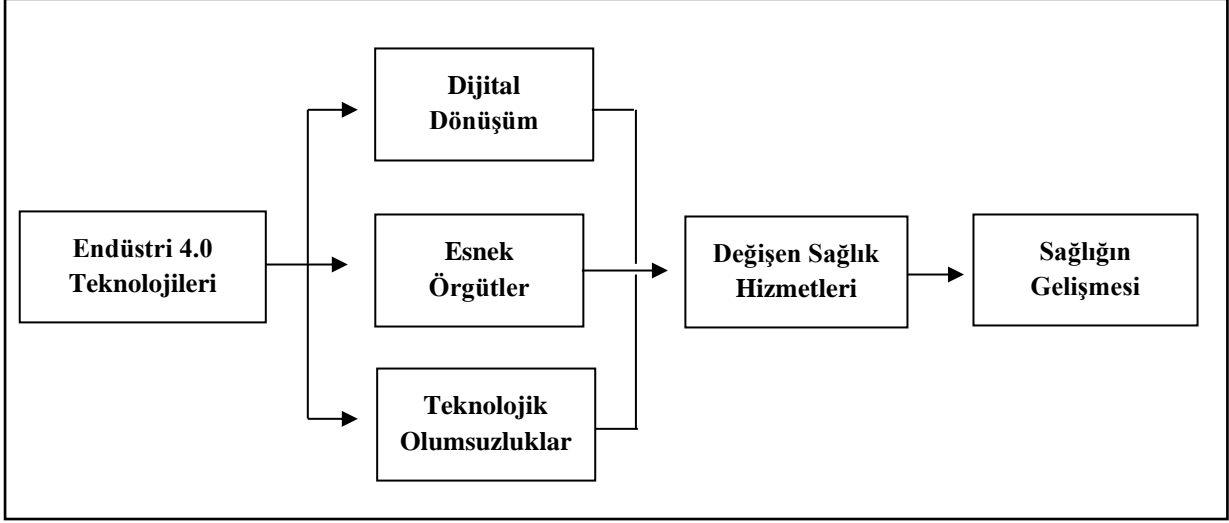 Endüstri 4.0
Teknolojileri
Dijital
Dönüşüm
Esnek
Örgütler
Teknolojik
Olumsuzluklar
Değişen Sağlık
Hizmetleri
Sağlığın
Gelişmesi